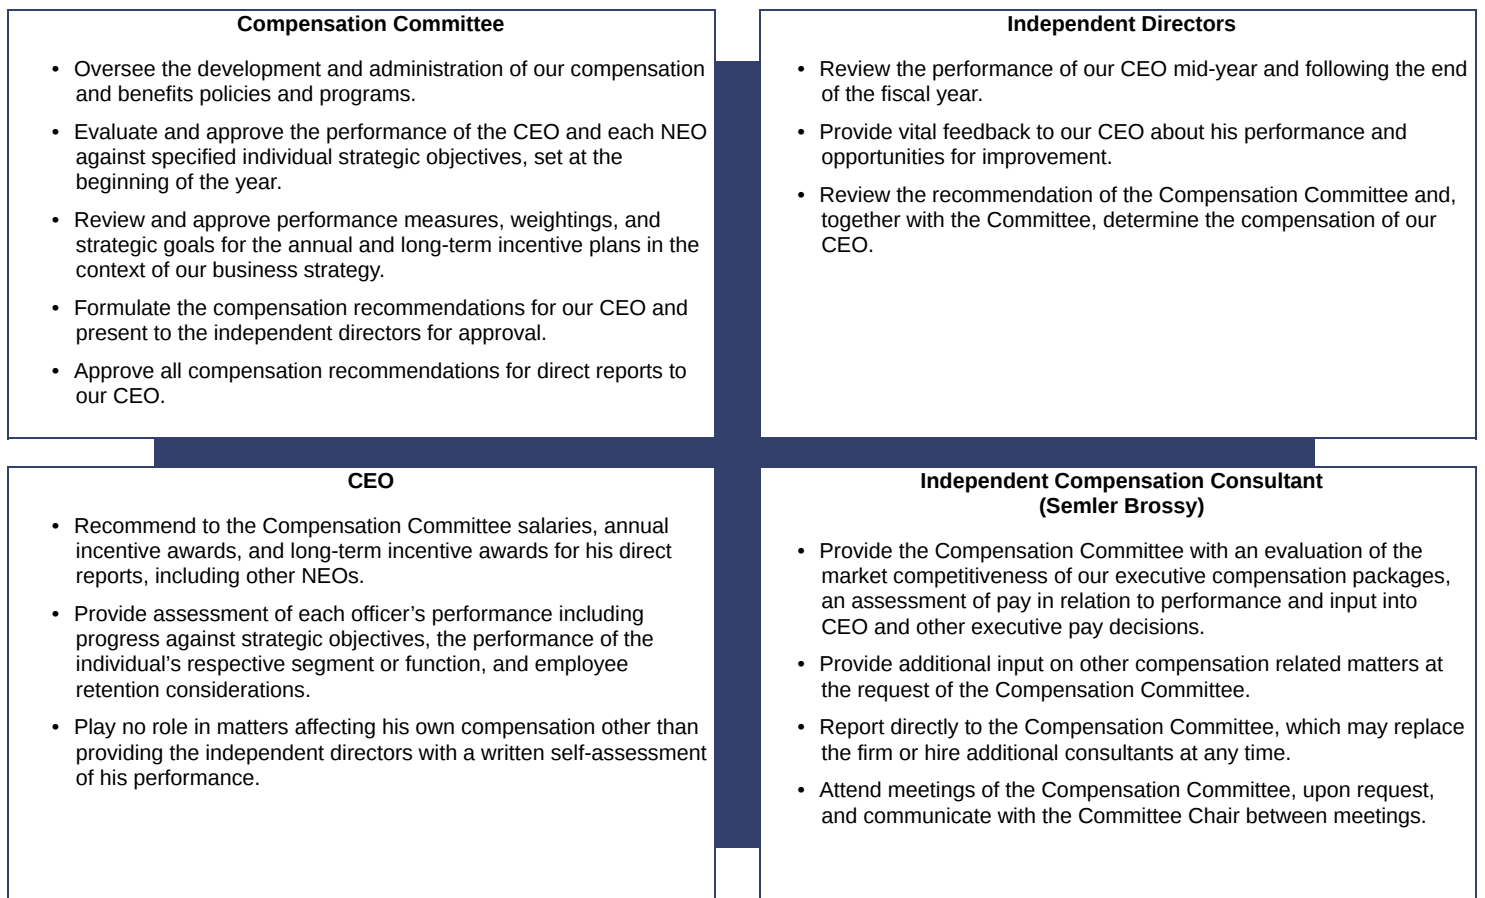 Compensation Committee
• Oversee the development and administration of our compensation
and benefits policies and programs.
• Evaluate and approve the performance of the CEO and each NEO
against specified individual strategic objectives, set at the
beginning of the year.
• Review and approve performance measures, weightings, and
strategic goals for the annual and long-term incentive plans in the
context of our business strategy.
• Formulate the compensation recommendations for our CEO and
present to the independent directors for approval.
• Approve all compensation recommendations for direct reports to
our CEO.
Independent Directors
• Review the performance of our CEO mid-year and following the end
of the fiscal year.
• Provide vital feedback to our CEO about his performance and
opportunities for improvement.
• Review the recommendation of the Compensation Committee and,
together with the Committee, determine the compensation of our
CEO.
CEO
• Recommend to the Compensation Committee salaries, annual
incentive awards, and long-term incentive awards for his direct
reports, including other NEOs.
• Provide assessment of each officer’s performance including
progress against strategic objectives, the performance of the
individual’s respective segment or function, and employee
retention considerations.
• Play no role in matters affecting his own compensation other than
providing the independent directors with a written self-assessment
of his performance.
Independent Compensation Consultant
(Semler Brossy)
• Provide the Compensation Committee with an evaluation of the
market competitiveness of our executive compensation packages,
an assessment of pay in relation to performance and input into
CEO and other executive pay decisions.
• Provide additional input on other compensation related matters at
the request of the Compensation Committee.
• Report directly to the Compensation Committee, which may replace
the firm or hire additional consultants at any time.
• Attend meetings of the Compensation Committee, upon request,
and communicate with the Committee Chair between meetings.